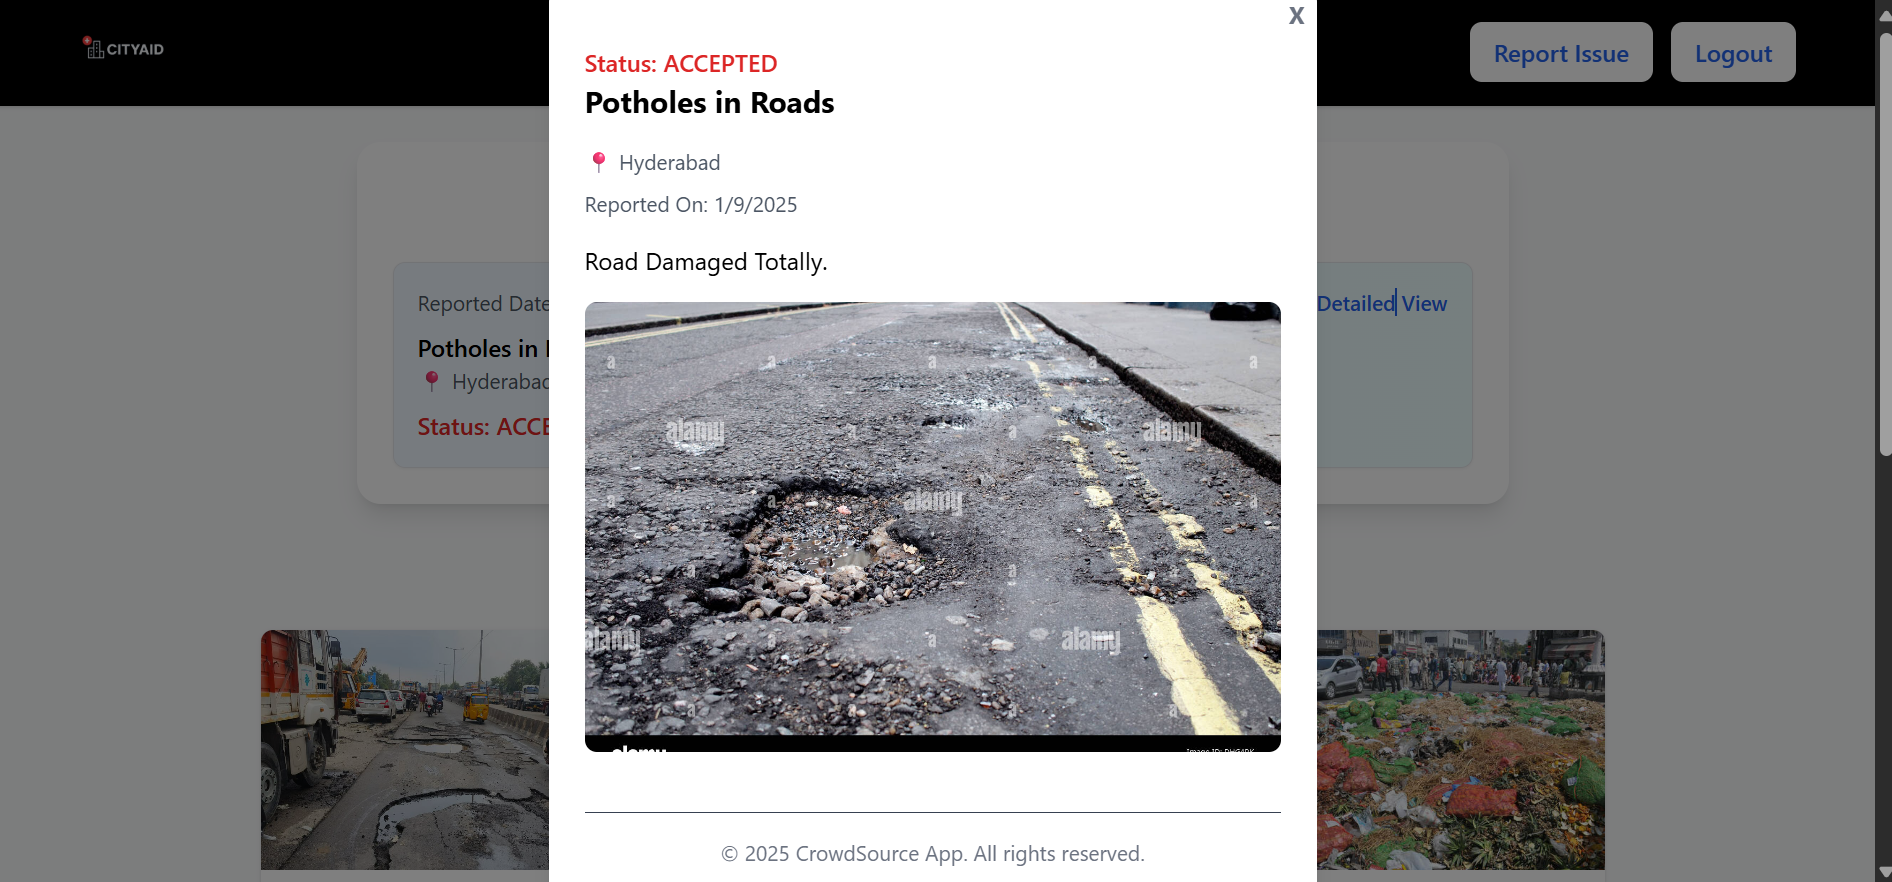 CITYAID
Report Issue
Logout
X
Status: ACCEPTED
Potholes in Roads
Hyderabad
Reported On: 1/9/2025
Road Damaged Totally.
Reported Date
Detailed View
Potholes in
Hyderabad
Status: ACCE
a a a a a
alamy a a alamy
a a alamy a
a a a
alamy a a alamy a
a a a
alamy
© 2025 CrowdSource App. All rights reserved.